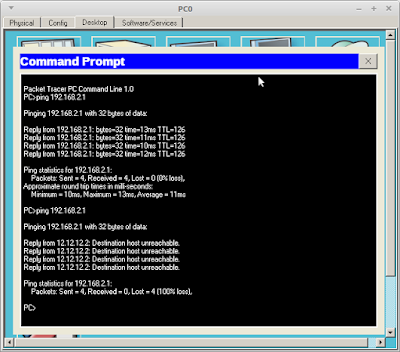 PC0
Physical Config Desktop Software/Services
Command Prompt
Packet Tracer PC Command Line 1.0
PC>ping 192.168.2.1
Pinging 192.168.2.1 with 32 bytes of data:
Reply from 192.168.2.1: bytes=32 time=13ms TTL=126
Reply from 192.168.2.1: bytes=32 time=10ms TTL=126
Reply from 192.168.2.1: bytes=32 time=10ms TTL=126
Reply from 192.168.2.1: bytes=32 time=12ms TTL=126
Ping statistics for 192.168.2.1:
Packets: Sent = 4, Received = 4, Lost = 0 (0% loss),
Approximate round trip times in milli-seconds:
Minimum = 10ms, Maximum = 13ms, Average = 11ms
PC>ping 192.168.2.1
Pinging 192.168.2.1 with 32 bytes of data:
Reply from 12.12.12.2: Destination host unreachable.
Reply from 12.12.12.2: Destination host unreachable.
Reply from 12.12.12.2: Destination host unreachable.
Reply from 12.12.12.2: Destination host unreachable.
Ping statistics for 192.168.2.1:
Packets: Sent = 4, Received = 0, Lost = 4 (100% loss),
PC>